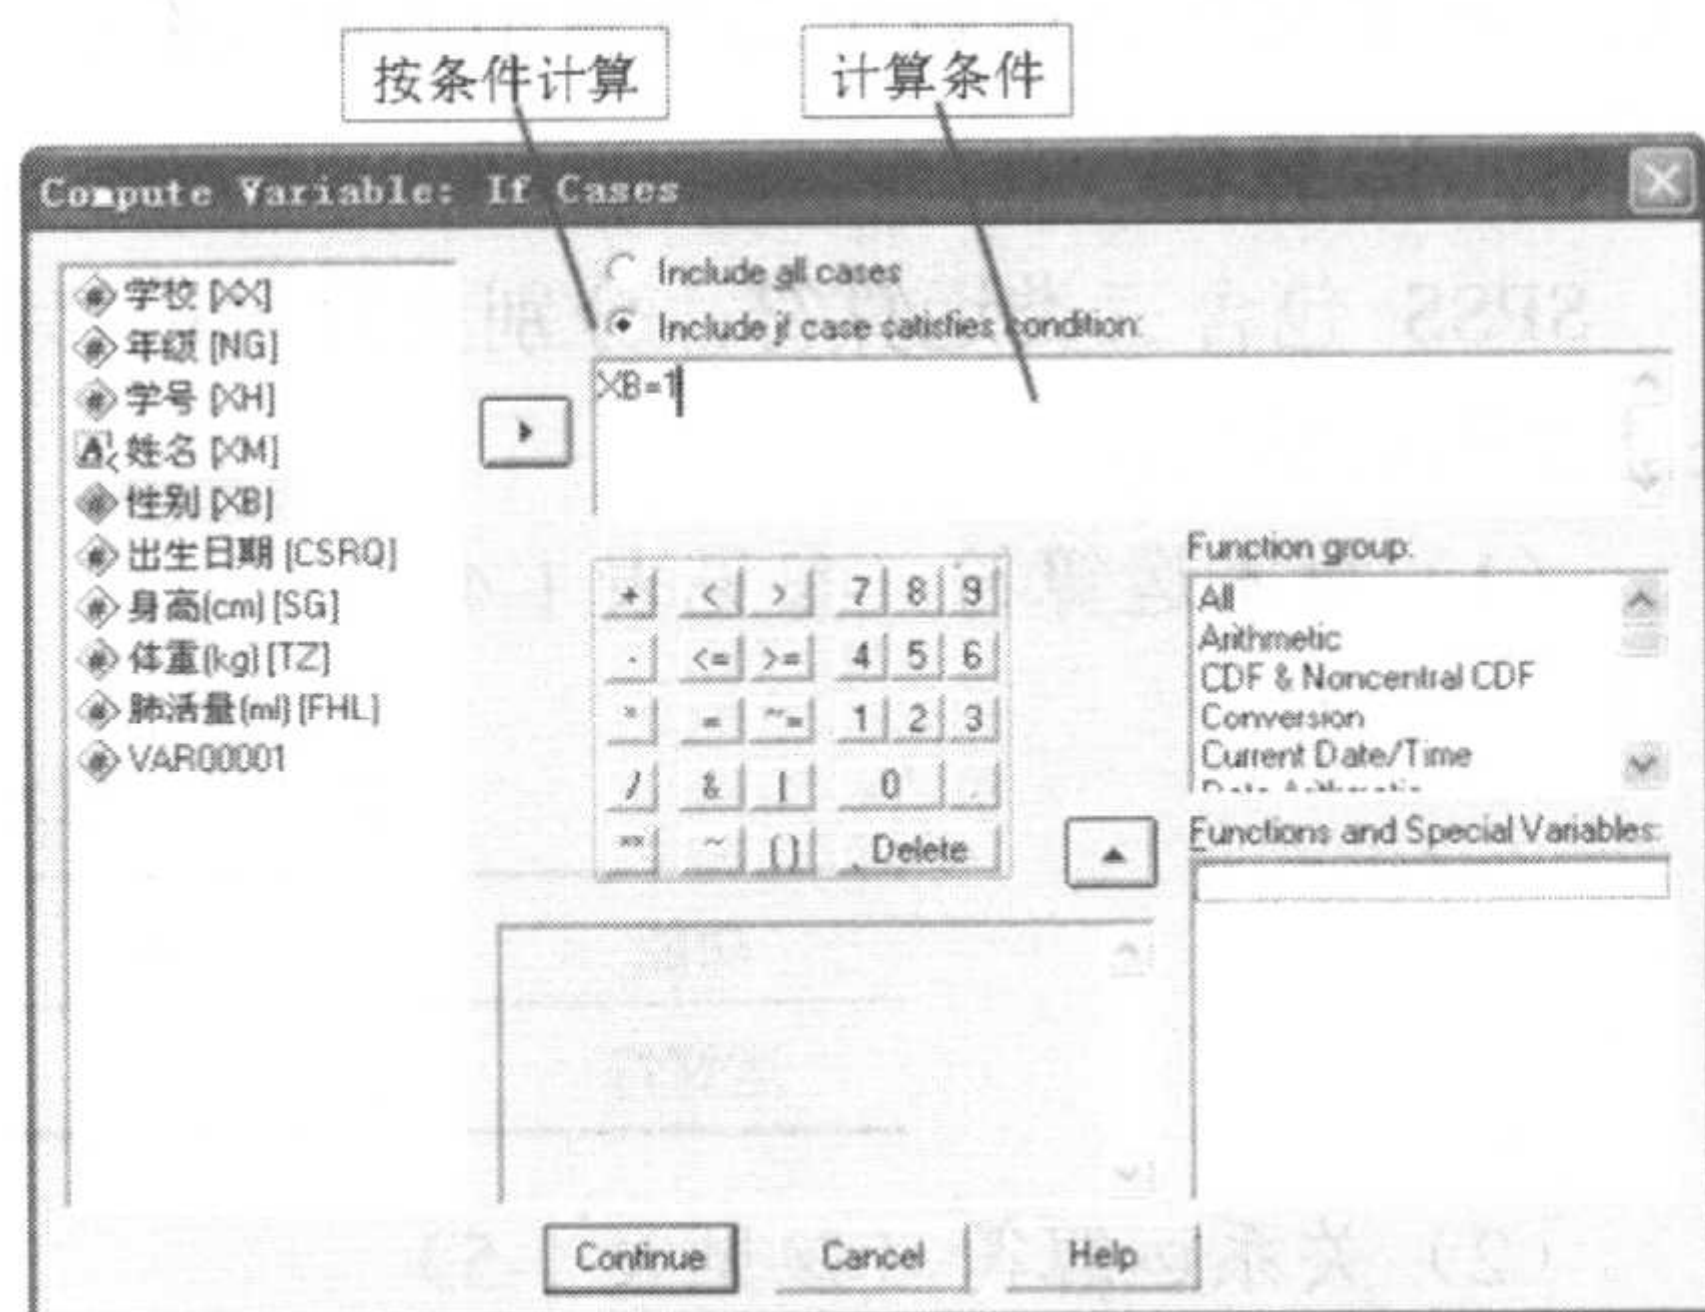 按条件计算
计算条件
Compute Variable: If Cases
学校 [XX]
年级 [NG]
学号 [XH]
姓名 [XM]
性别 [XB]
出生日期 [CSRQ]
身高(cm) [SG]
体重(kg) [TZ]
肺活量(ml) [FHL]
VAR00001
Include all cases
Include if case satisfies condition:
XB=1
+ < > 7 8 9
- <= >= 4 5 6
* = ~= 1 2 3
/ & | 0 .
** ~ () Delete
Function group:
All
Arithmetic
CDF & Noncentral CDF
Conversion
Current Date/Time
Date Arithmetic
Functions and Special Variables:
Continue
Cancel
Help